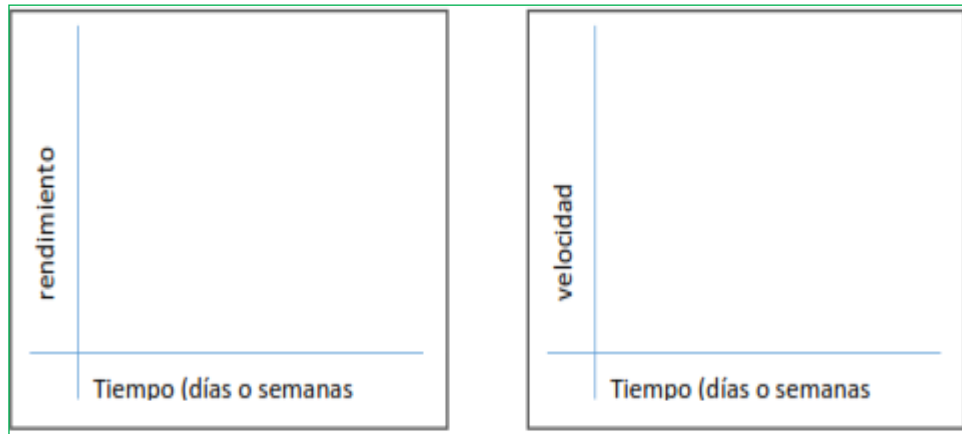 rendimiento
Tiempo (días o semanas
velocidad
Tiempo (días o semanas